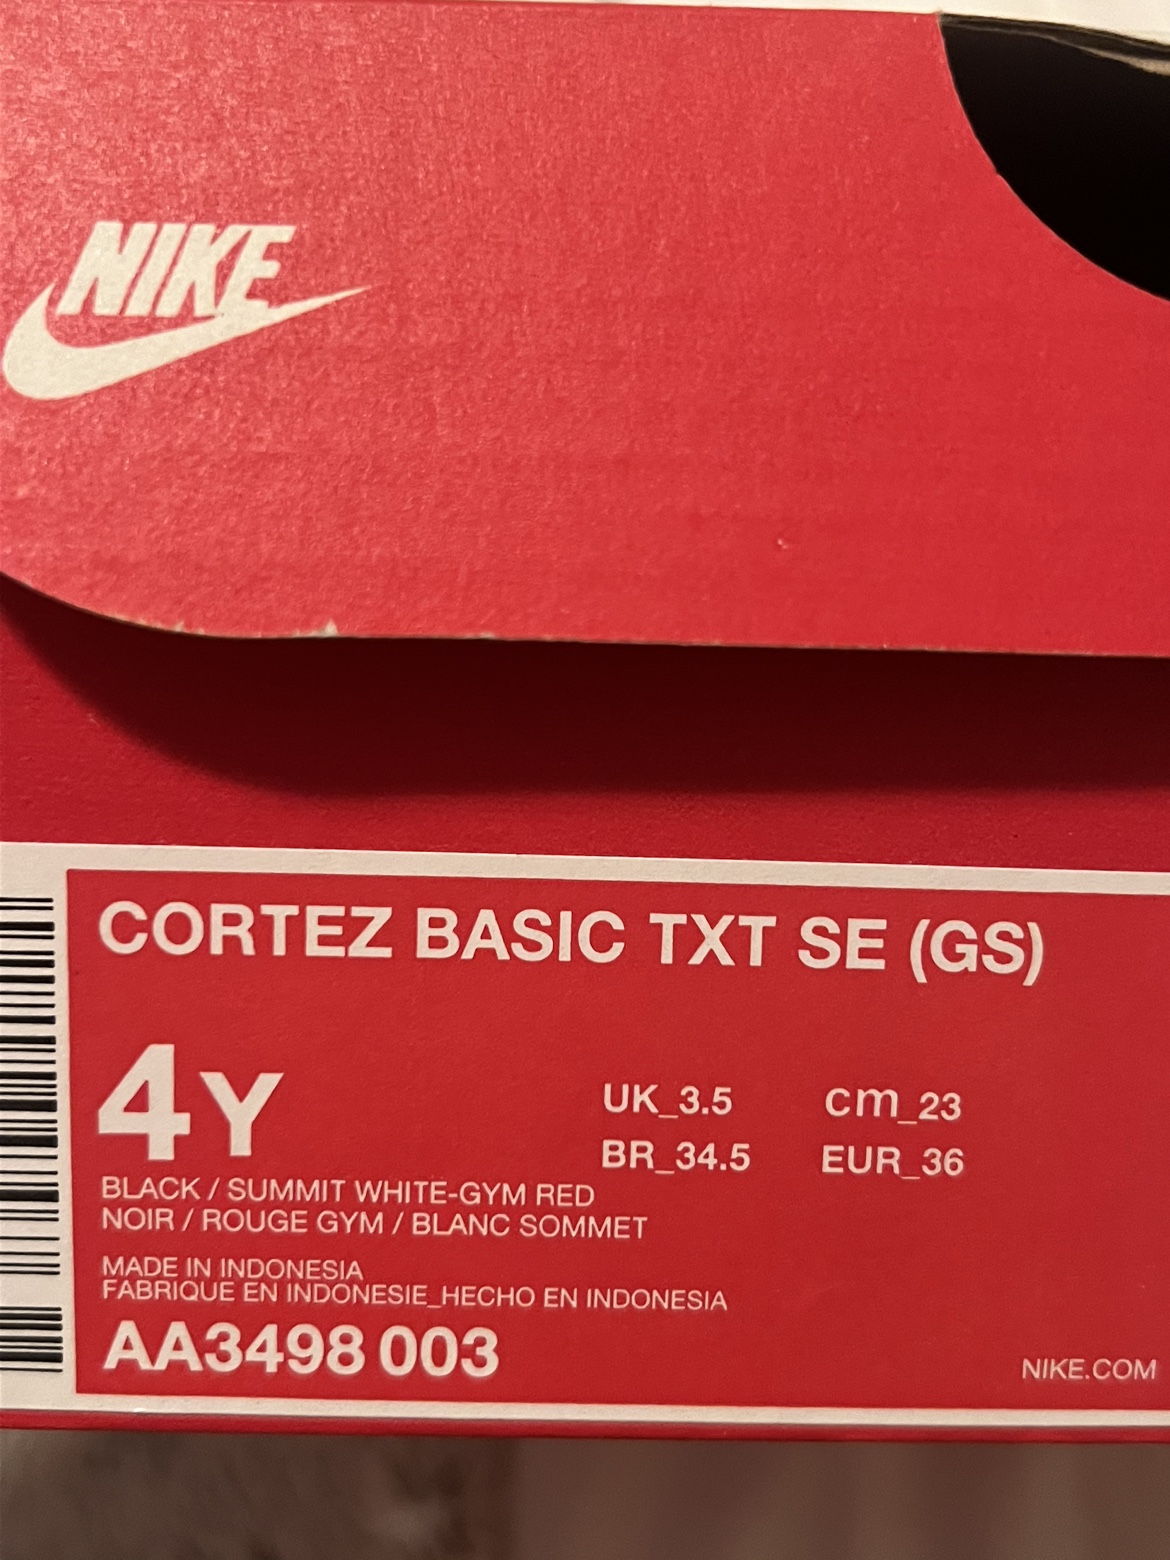 NIKE
CORTEZ BASIC TXT SE (GS)
4Y
UK_3.5 cm_23
BR_34.5 EUR_36
BLACK / SUMMIT WHITE-GYM RED
NOIR / ROUGE GYM / BLANC SOMMET
MADE IN INDONESIA
FABRIQUE EN INDONESIE_HECHO EN INDONESIA
AA3498 003
NIKE.COM